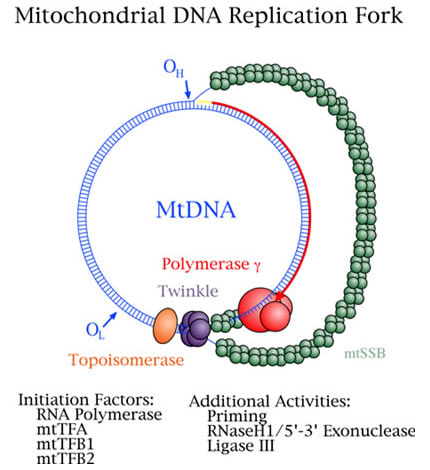 Mitochondrial DNA Replication Fork
OH
MtDNA
Polymerase γ
Twinkle
OL
Topoisomerase
mtSSB
Initiation Factors:
RNA Polymerase
mtTFA
mtTFB1
mtTFB2
Additional Activities:
Priming
RNaseH1/5'-3' Exonuclease
Ligase III